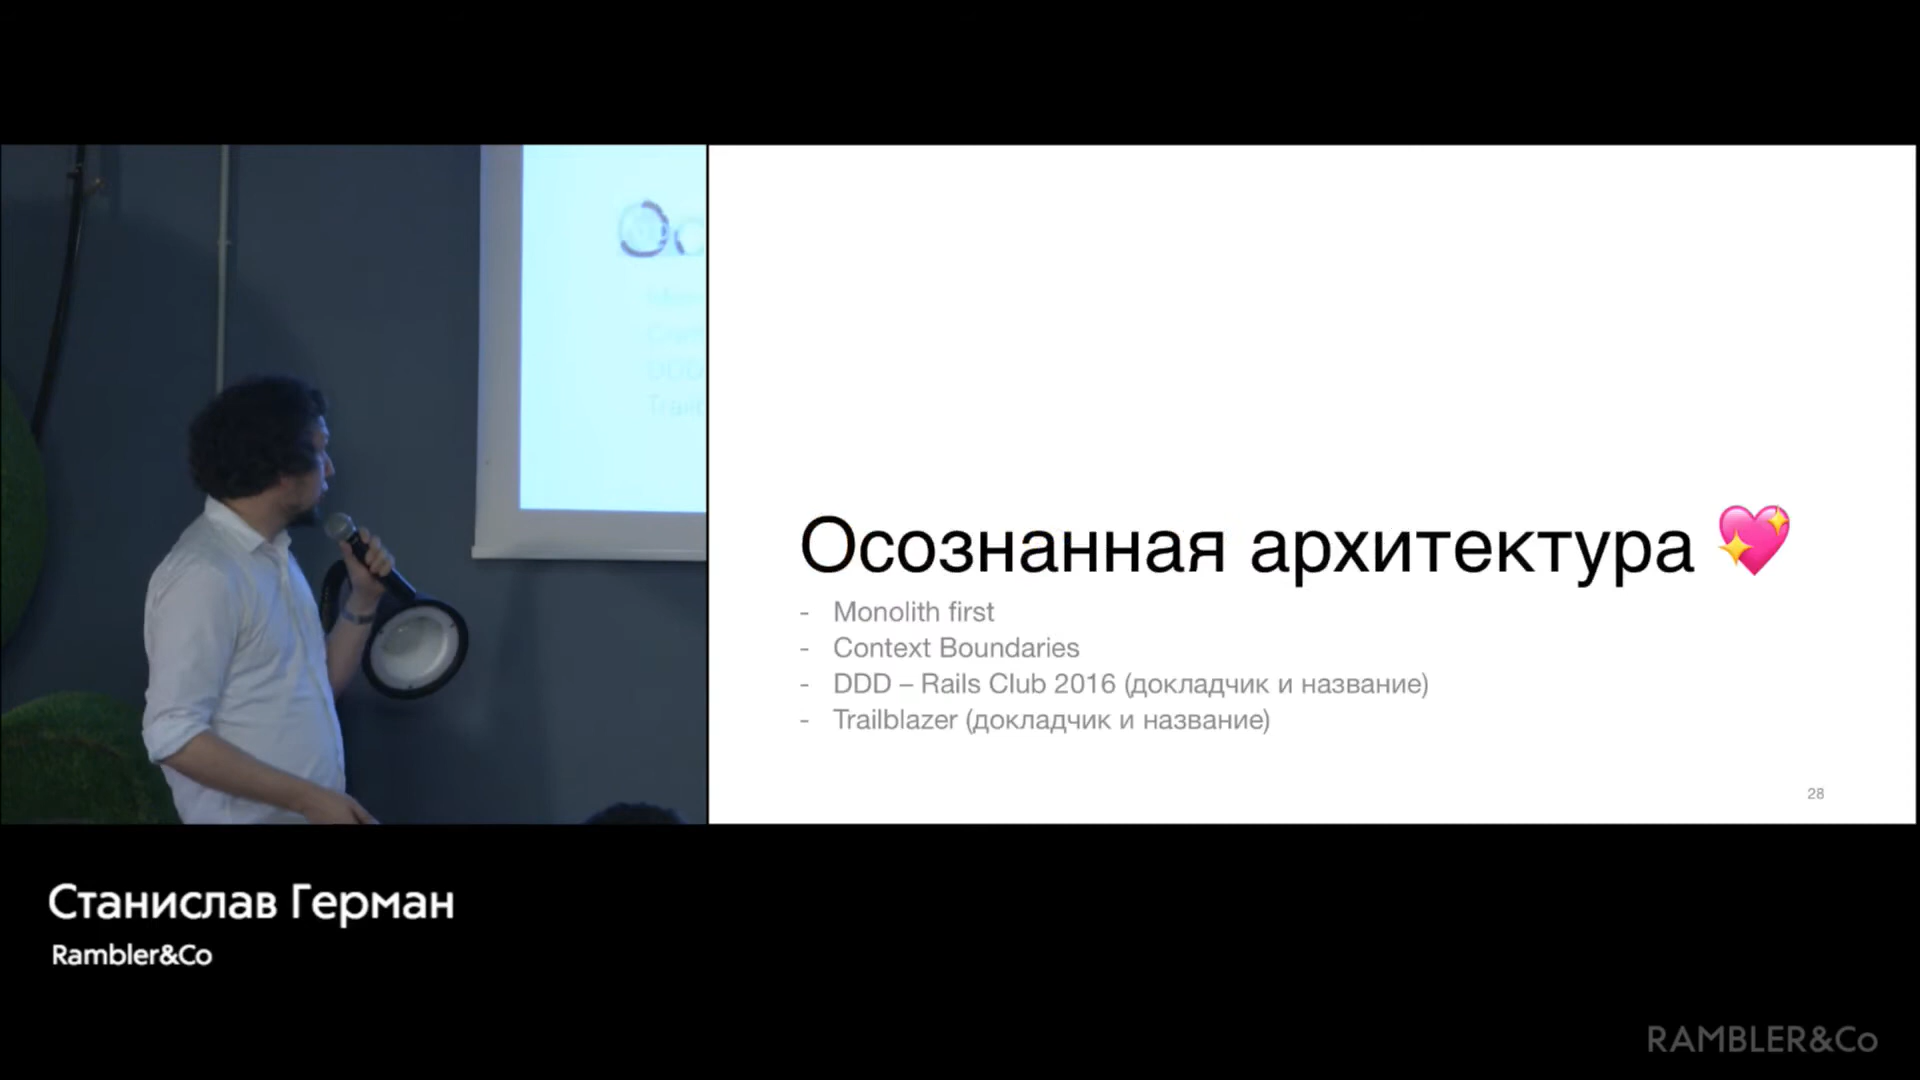 Ос
Осознанная архитектура 💖
- Monolith first
- Context Boundaries
- DDD – Rails Club 2016 (докладчик и название)
- Trailblazer (докладчик и название)
28
Станислав Герман
Rambler&Co
RAMBLER&Co